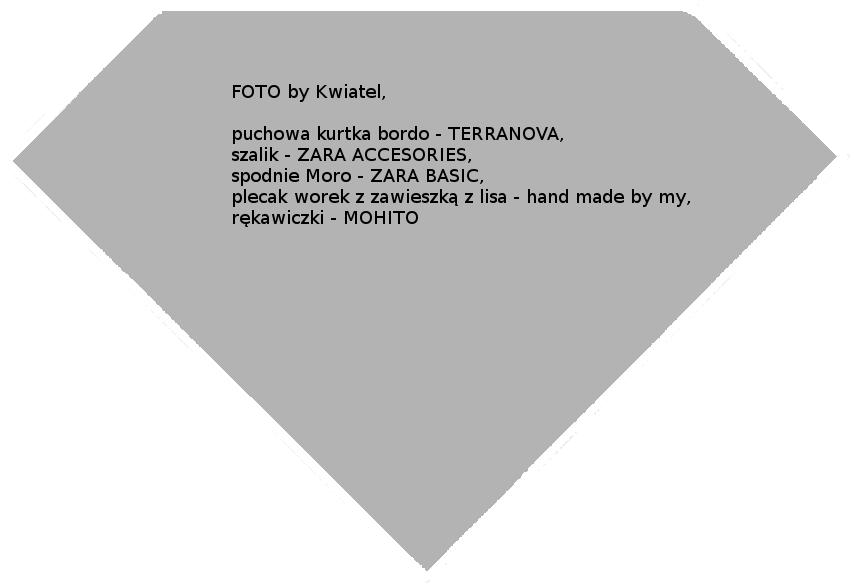 FOTO by Kwiatel,
puchowa kurtka bordo - TERRANOVA,
szalik - ZARA ACCESORIES,
spodnie Moro - ZARA BASIC,
plecak worek z zawieszką z lisa - hand made by my,
rękawiczki - MOHITO